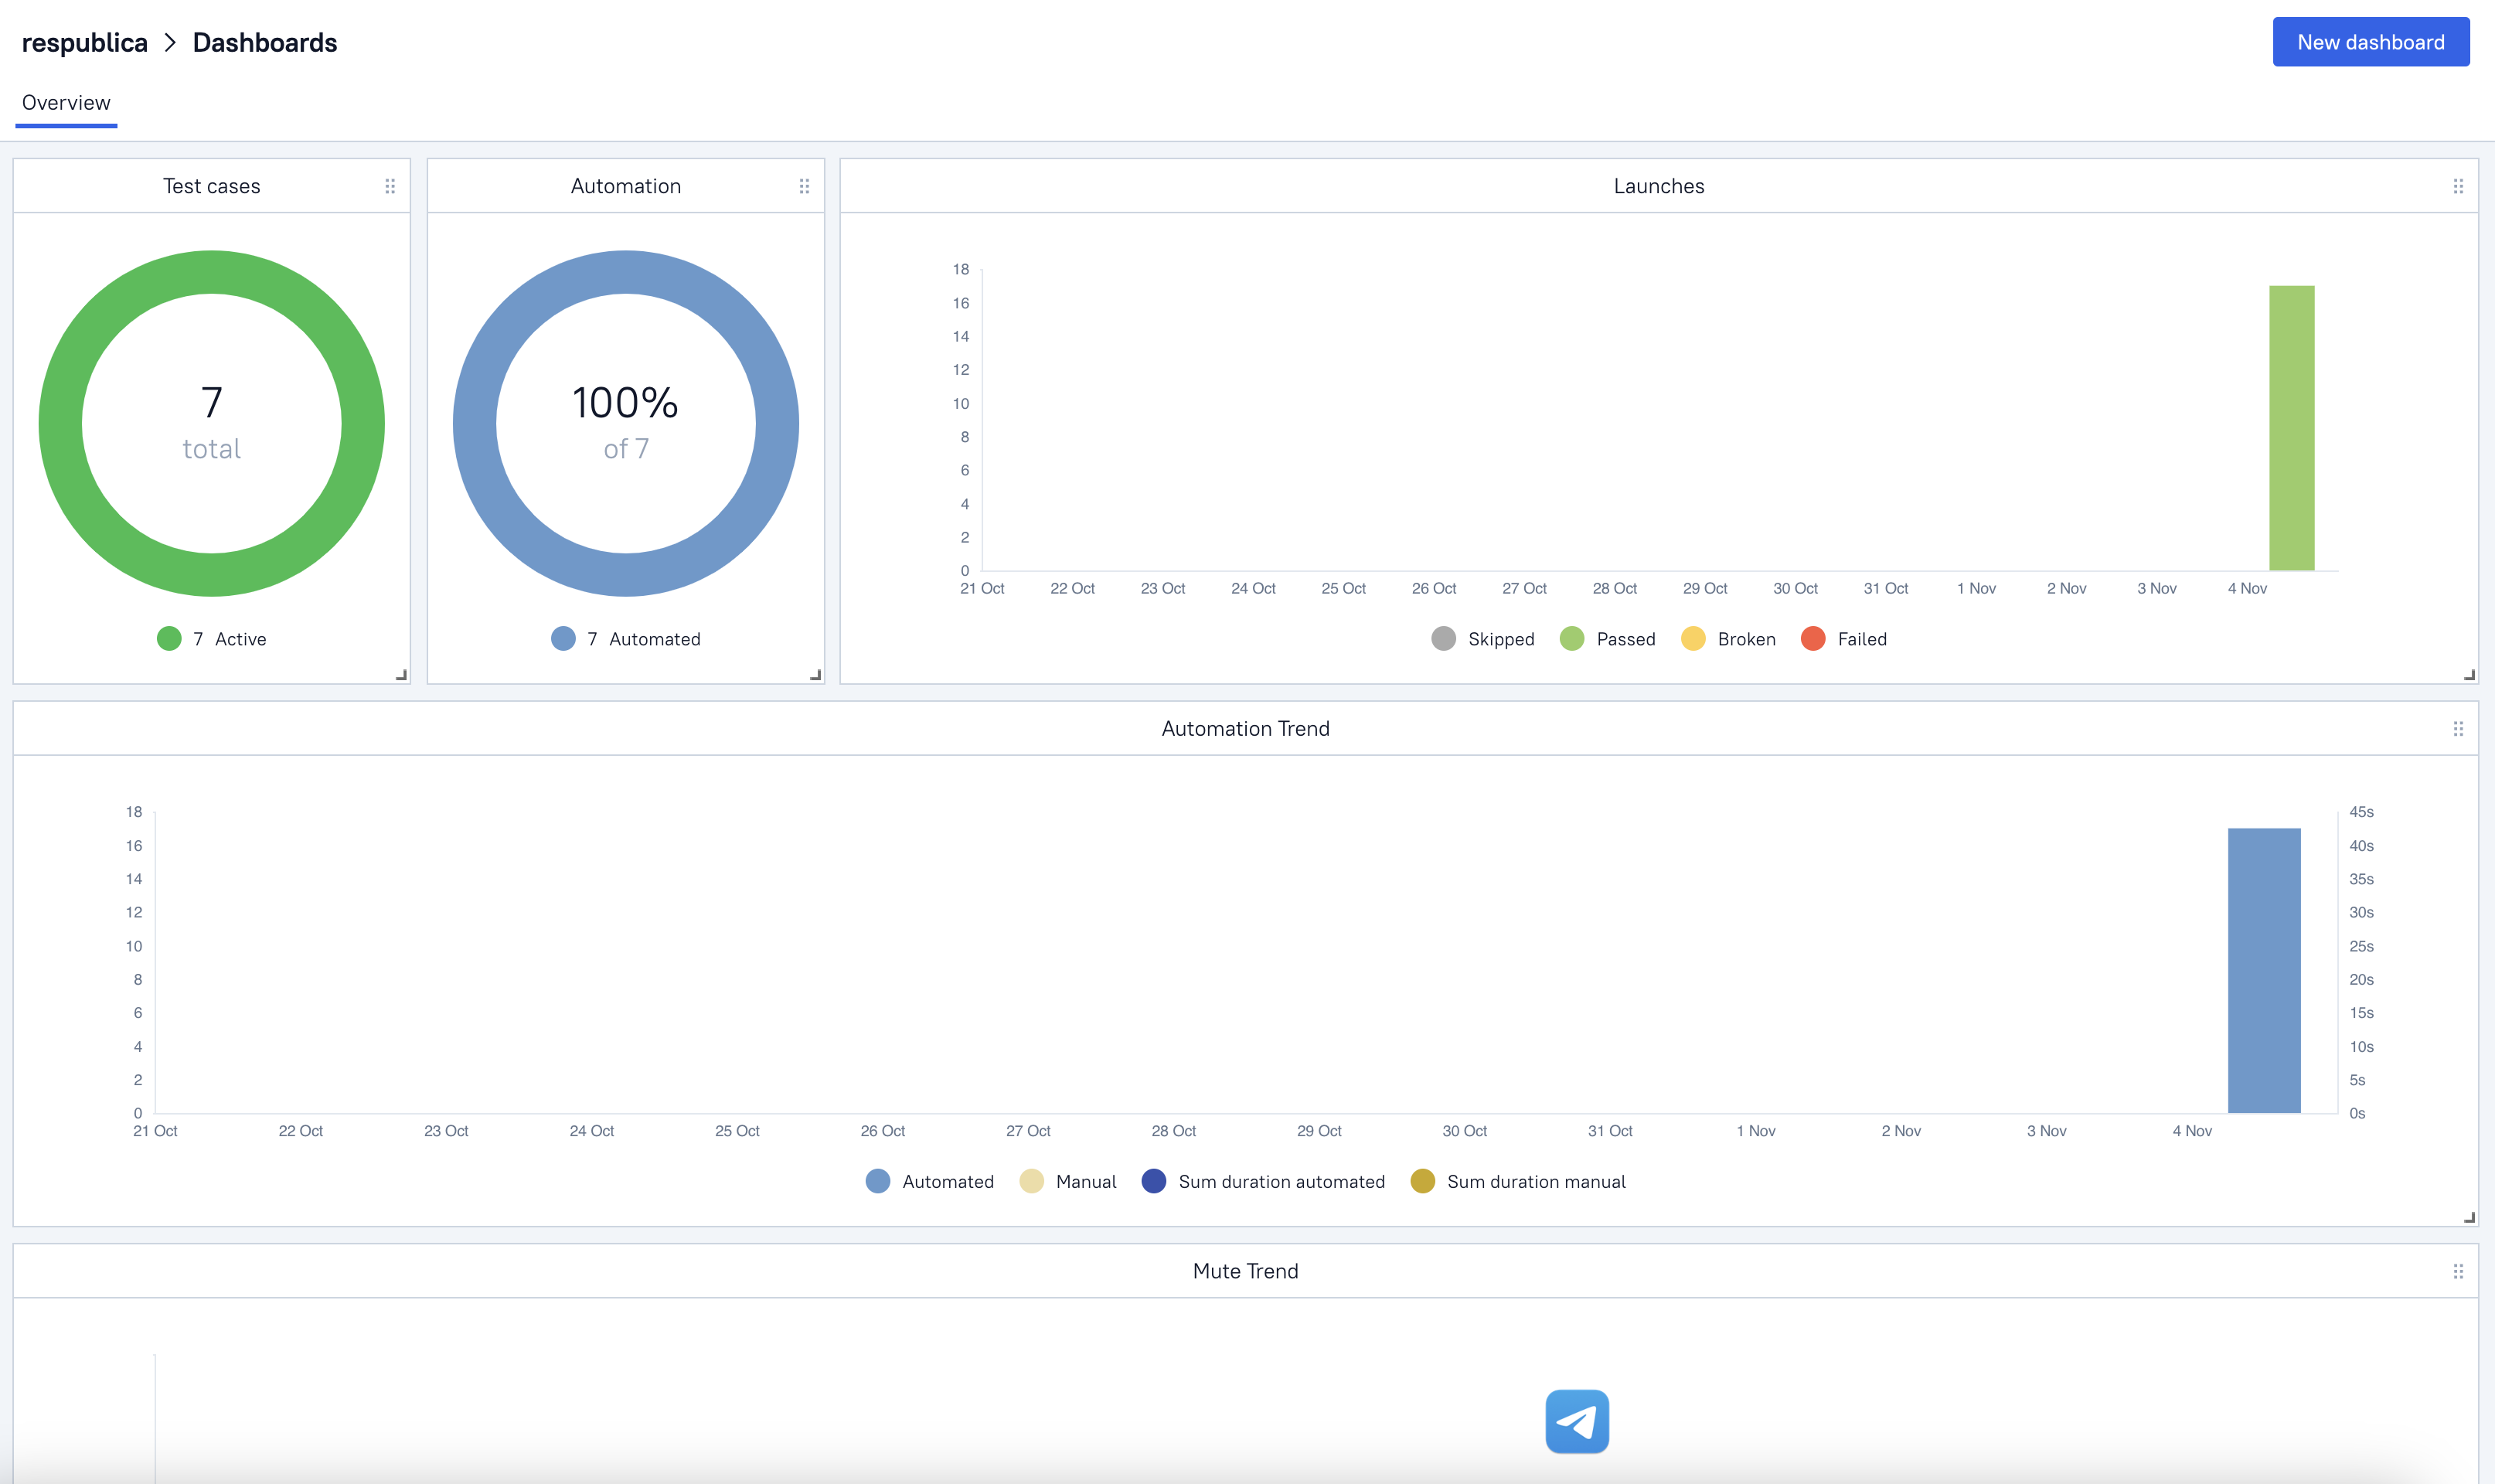 respublica > Dashboards
New dashboard
Overview
Test cases
7
total
7 Active
Automation
100%
of 7
7 Automated
Launches
18
16
14
12
10
8
6
4
2
0
21 Oct 22 Oct 23 Oct 24 Oct 25 Oct 26 Oct 27 Oct 28 Oct 29 Oct 30 Oct 31 Oct 1 Nov 2 Nov 3 Nov 4 Nov
Skipped Passed Broken Failed
Automation Trend
18 45s
16 40s
14 35s
12 30s
10 25s
8 20s
6 15s
4 10s
2 5s
0 0s
21 Oct 22 Oct 23 Oct 24 Oct 25 Oct 26 Oct 27 Oct 28 Oct 29 Oct 30 Oct 31 Oct 1 Nov 2 Nov 3 Nov 4 Nov
Automated Manual Sum duration automated Sum duration manual
Mute Trend